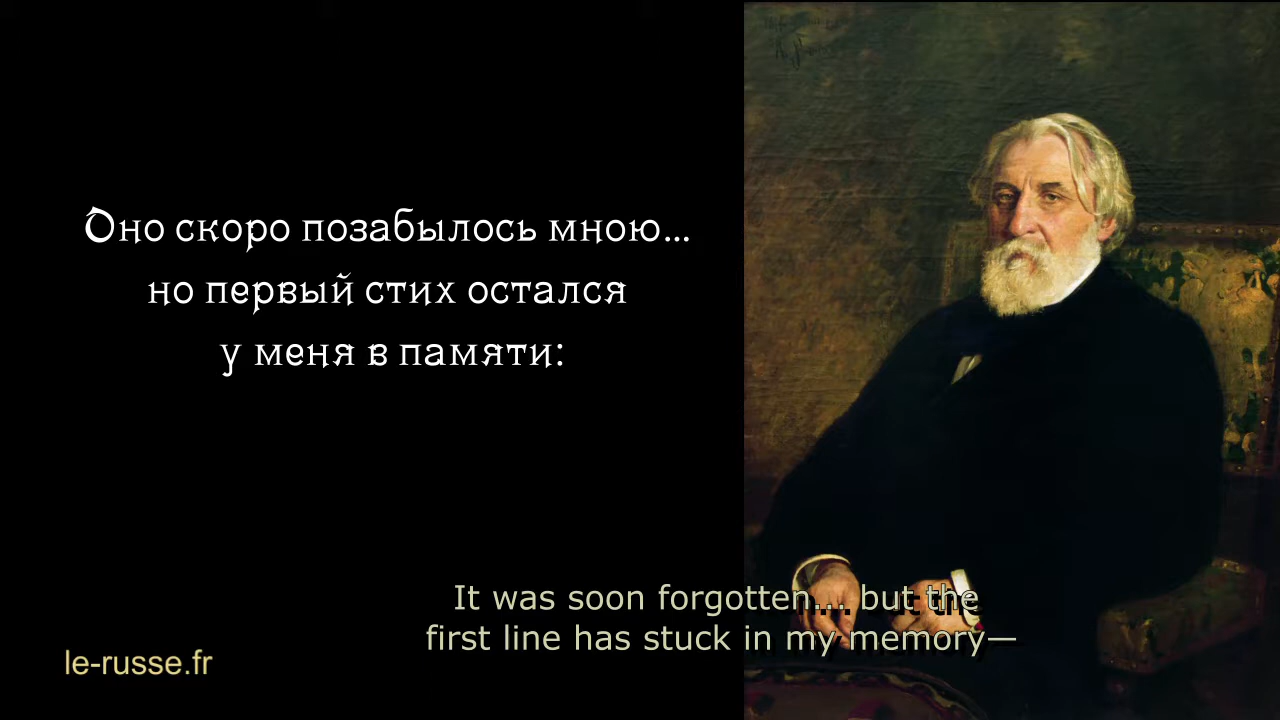 Оно скоро позабылось мною...
но первый стих остался
у меня в памяти:
It was soon forgotten... but the
first line has stuck in my memory—
le-russe.fr